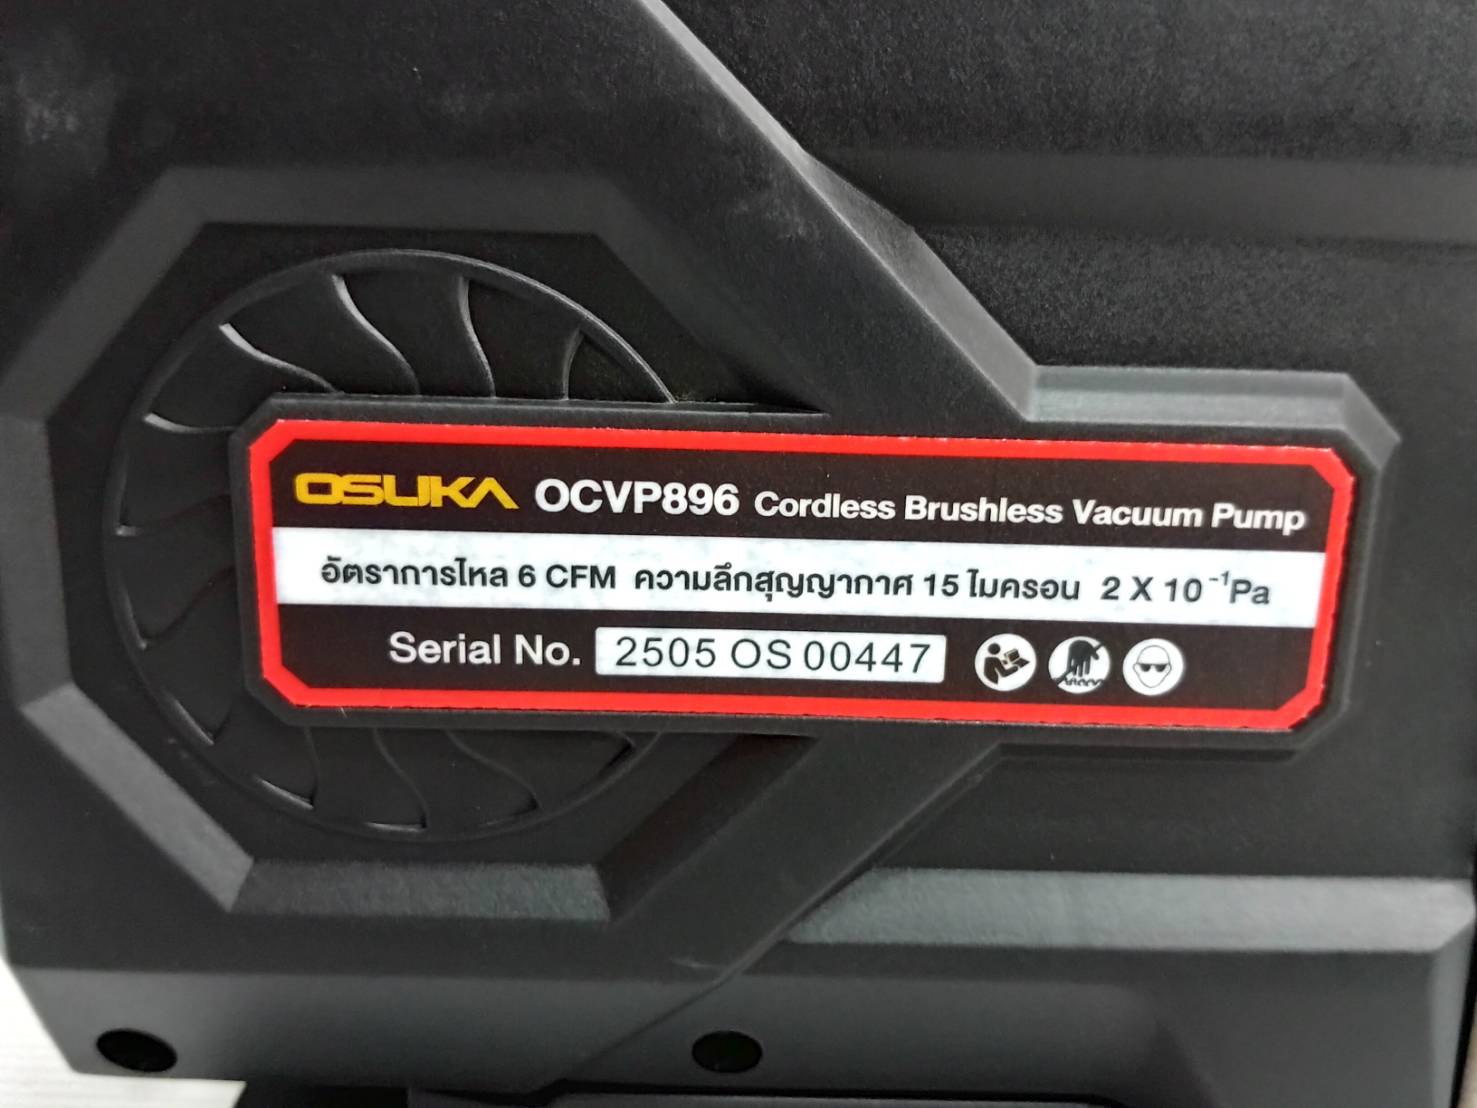 OSUKA OCVP896 Cordless Brushless Vacuum Pump
อัตราการไหล 6 CFM ความลึกสุญญากาศ 15 ไมครอน 2 X 10⁻¹Pa
Serial No. 2505 OS 00447